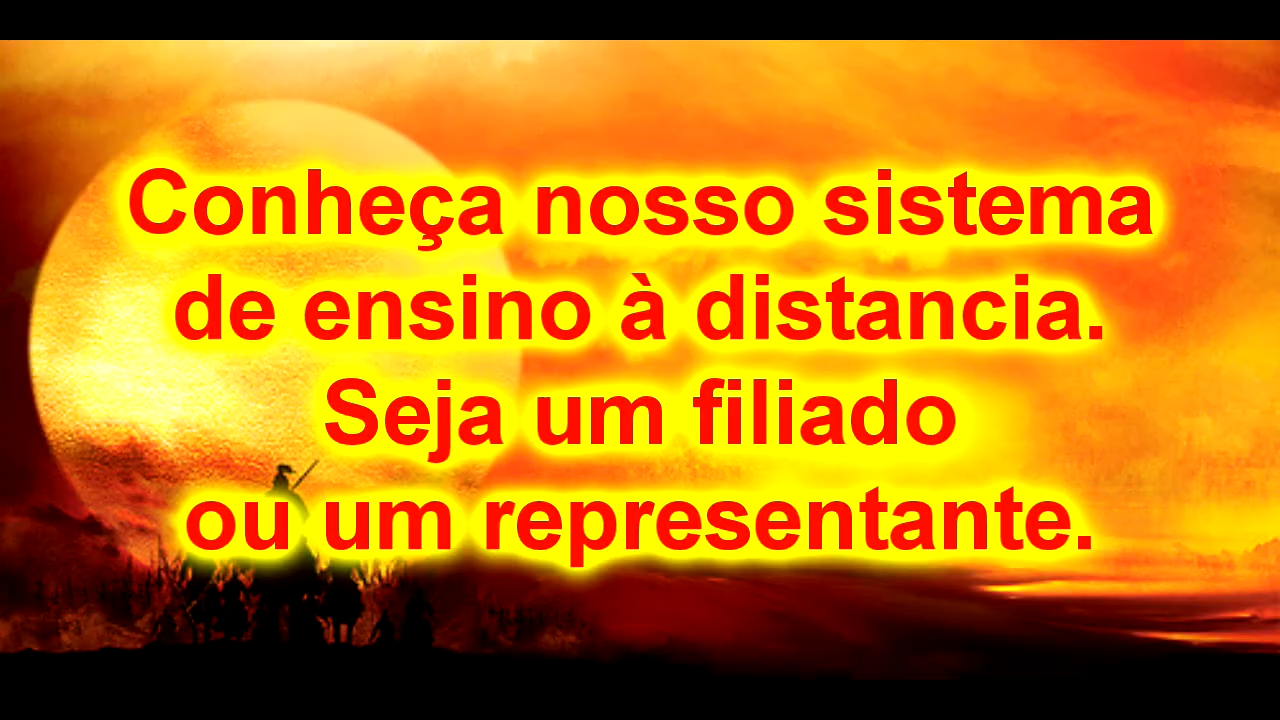 Conheça nosso sistema
de ensino à distancia.
Seja um filiado
ou um representante.